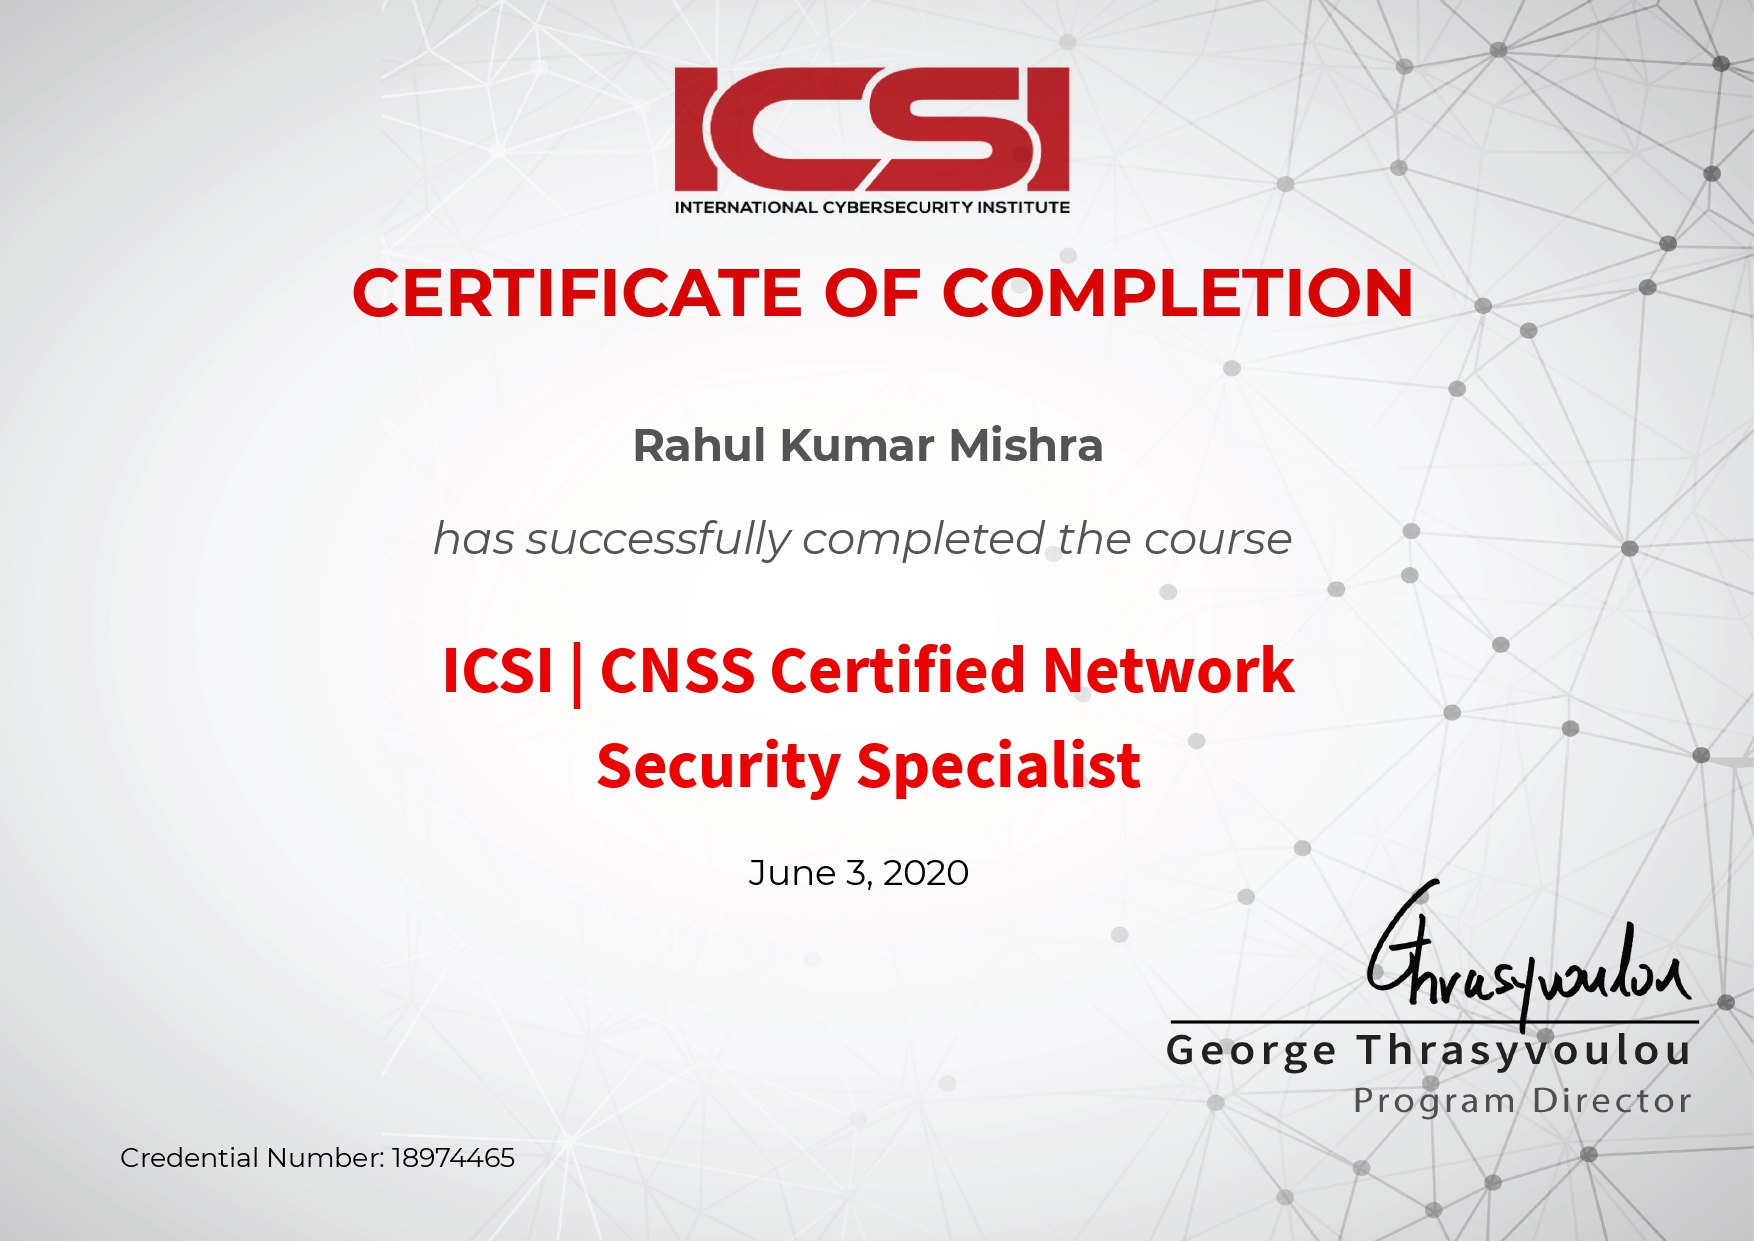 ICSI
INTERNATIONAL CYBERSECURITY INSTITUTE
CERTIFICATE OF COMPLETION
Rahul Kumar Mishra
has successfully completed the course
ICSI | CNSS Certified Network
Security Specialist
June 3, 2020
Thrasyvoulou
George Thrasyvoulou
Program Director
Credential Number: 18974465